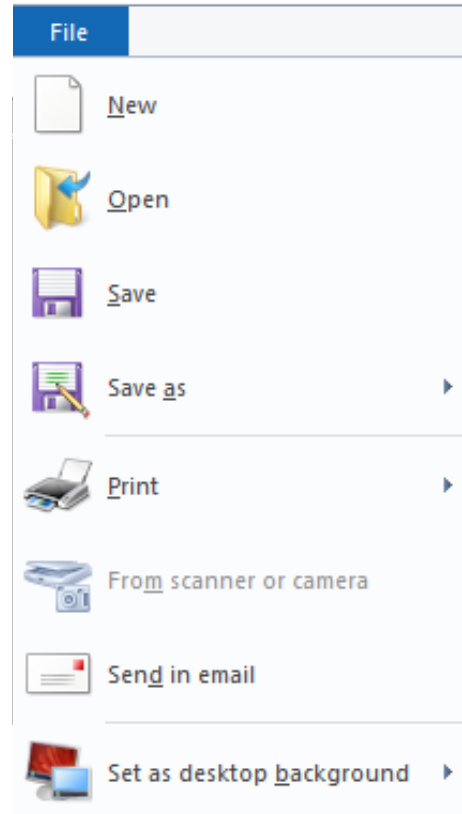 File
New
Open
Save
Save as
Print
From scanner or camera
Send in email
Set as desktop background